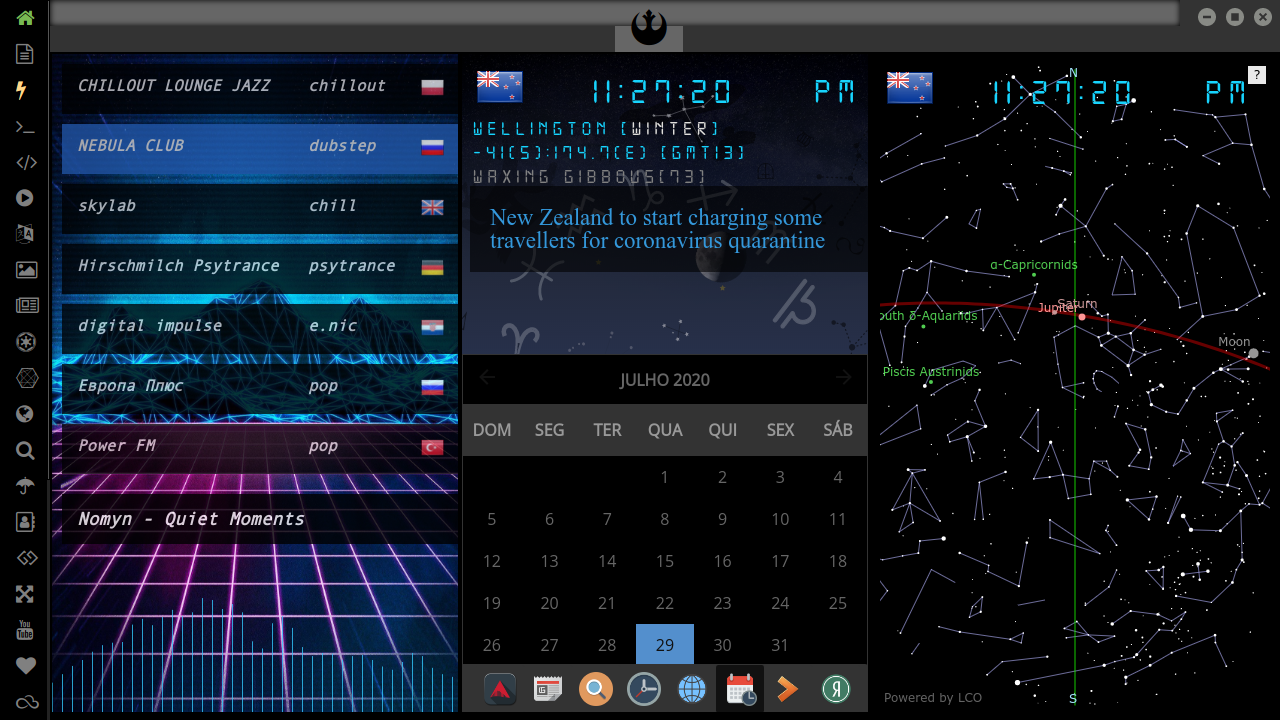 CHILLOUT LOUNGE JAZZ chillout
NEBULA CLUB dubstep
skylab chill
Hirschmilch Psytrance psytrance
digital impulse e.nic
Европа Плюс pop
Power FM pop
Nomyn - Quiet Moments
11:27:20 PM
WELLINGTON [WINTER]
-41(S):174.7(E) [GMT13]
WAXING GIBBOUS[73]
New Zealand to start charging some
travellers for coronavirus quarantine
JULHO 2020
DOM SEG TER QUA QUI SEX SÁB
1 2 3 4
5 6 7 8 9 10 11
12 13 14 15 16 17 18
19 20 21 22 23 24 25
26 27 28 29 30 31
N
?
11:27:20 PM
α-Capricornids
Saturn
Jupiter
outh δ-Aquariids
Moon
Piscis Austrinids
Powered by LCO
S
You
Tube
Я